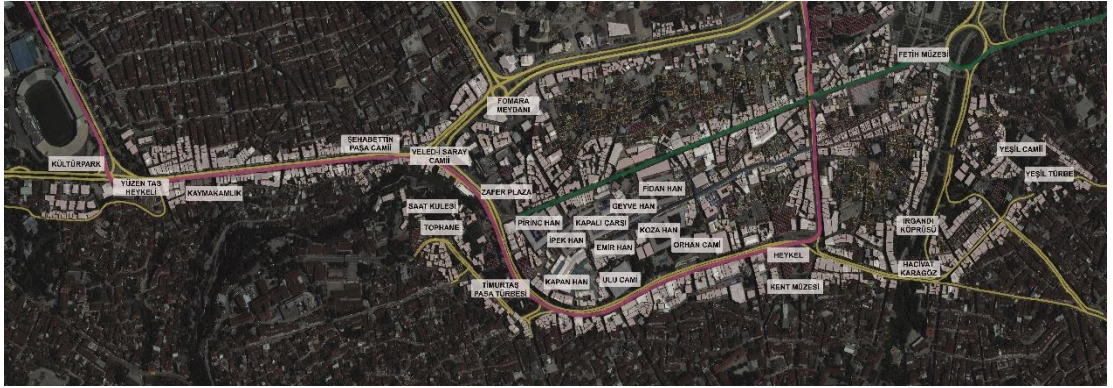 FETİH MÜZESİ
FOMARA
MEYDANI
ŞEHABETTİN
PAŞA CAMİİ
VELED-İ SARAY
CAMİİ
YEŞİL CAMİİ
KÜLTÜRPARK
YEŞİL TÜRBE
YÜZEN TAS
HEYKELİ
KAYMAKAMLIK
ZAFER PLAZA
FİDAN HAN
SAAT KULESİ
GEYVE HAN
TOPHANE
PİRİNÇ HAN
KAPALI ÇARŞI
KOZA HAN
IRGANDI
KÖPRÜSÜ
İPEK HAN
EMİR HAN
ORHAN CAMİ
HEYKEL
HACİVAT
KARAGÖZ
TİMURTAŞ
PAŞA TÜRBESİ
KAPAN HAN
ULU CAMİ
KENT MÜZESİ